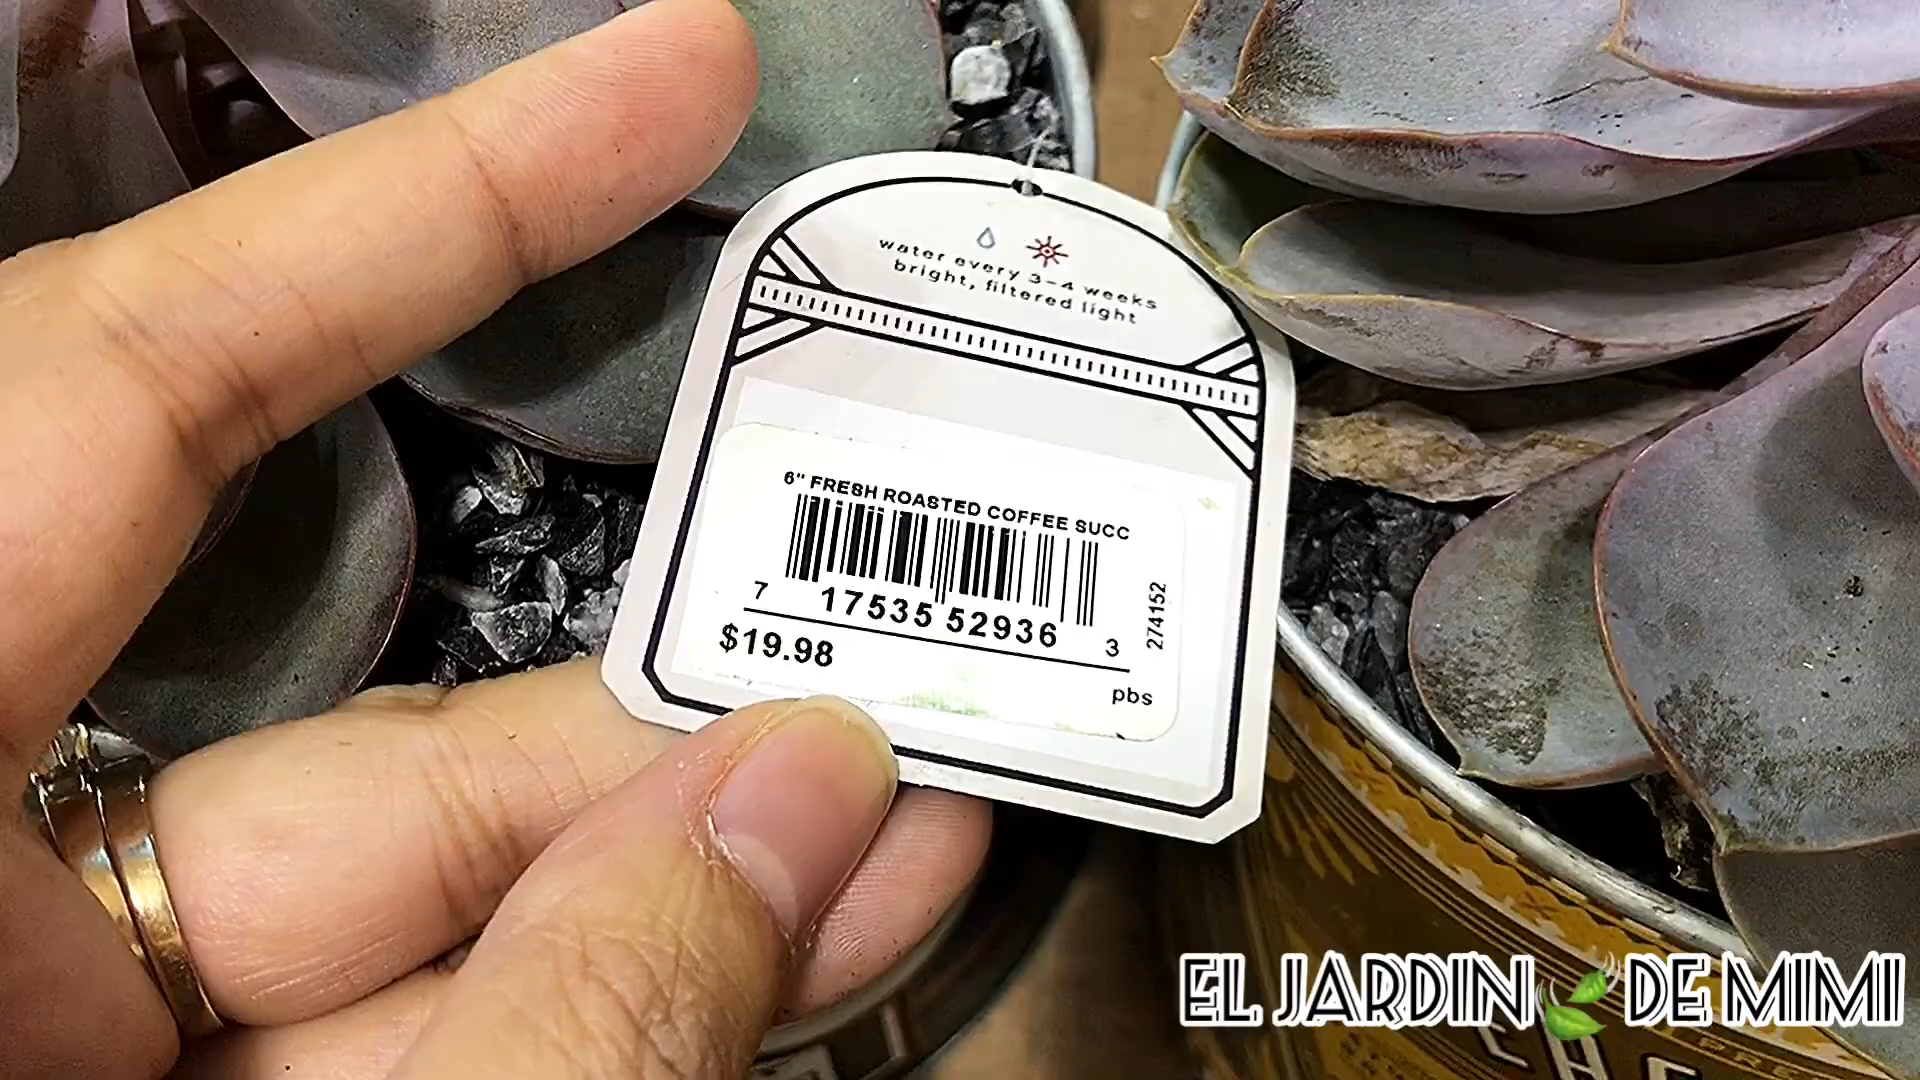 water every 3-4 weeks
bright, filtered light
6" FRESH ROASTED COFFEE SUCC
7 17535 52936 3
274152
$19.98
pbs
EL JARDIN DE MIMI